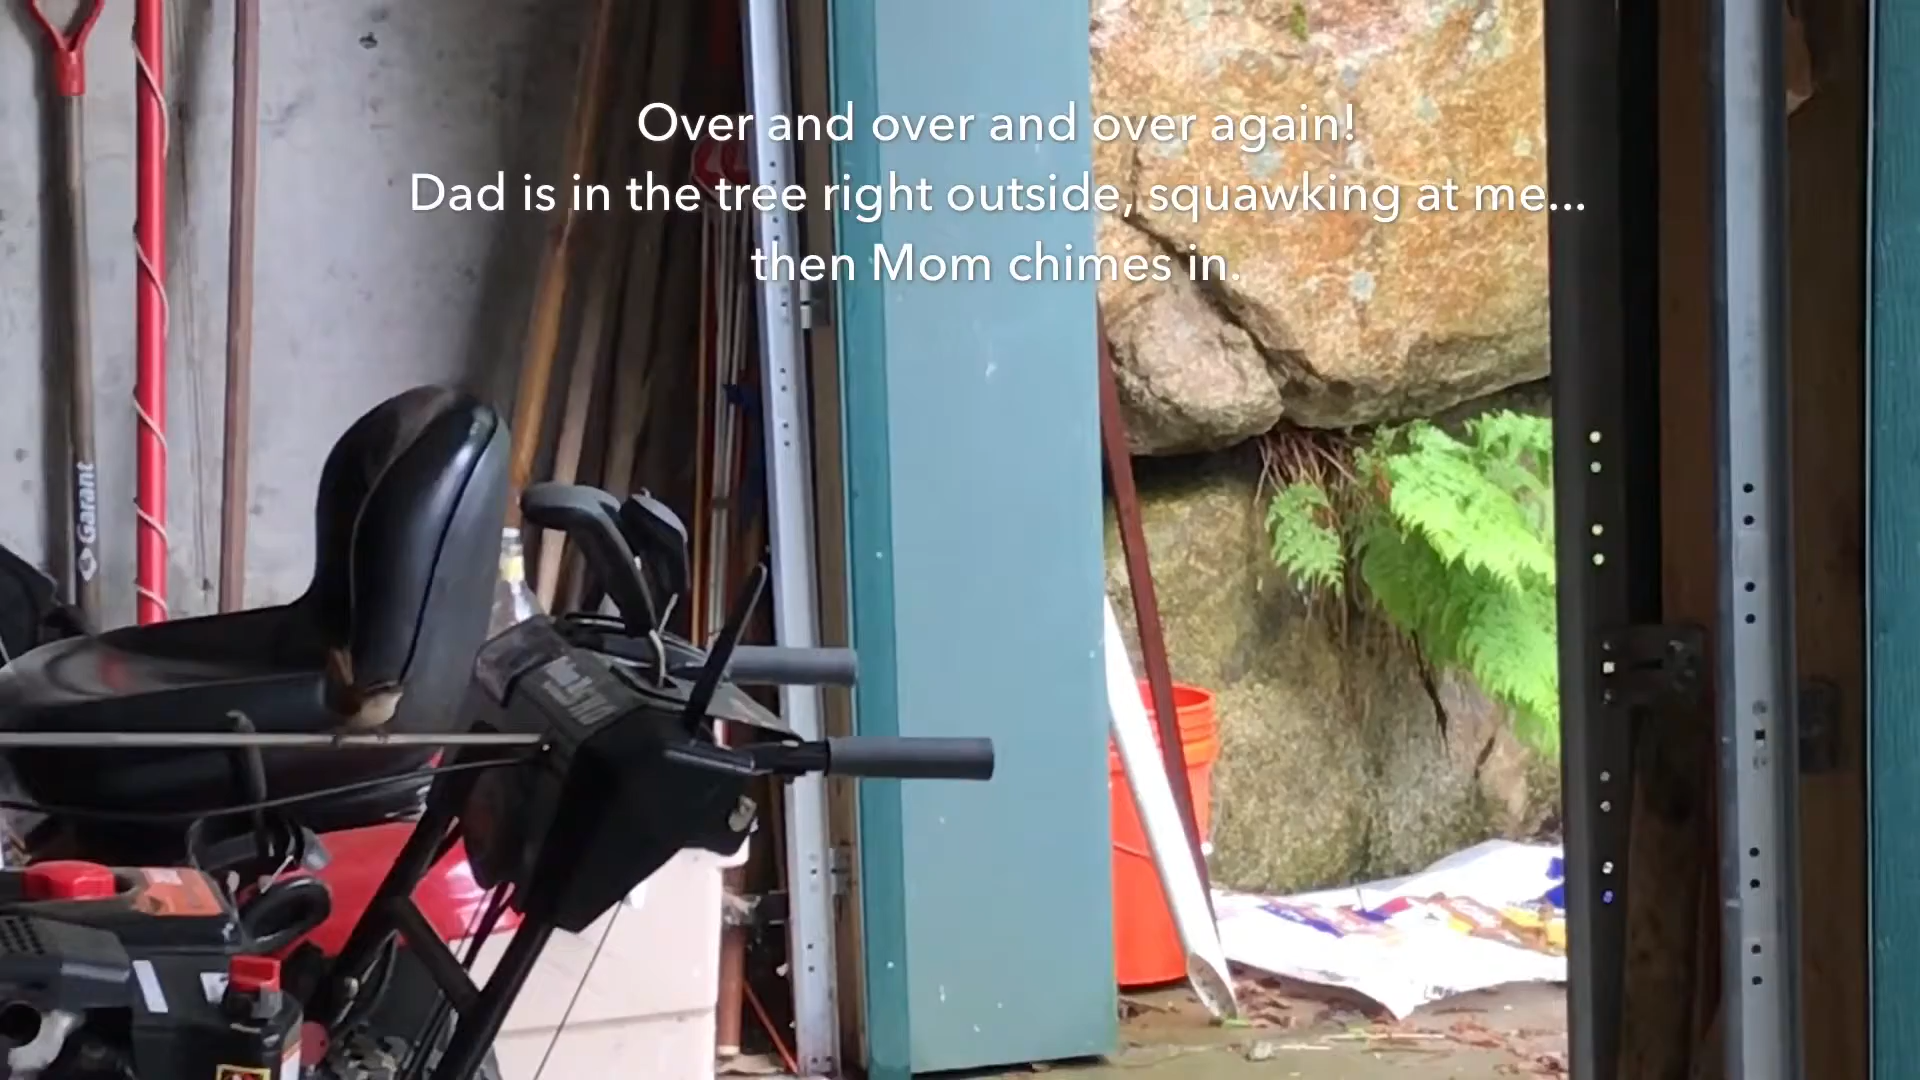 Over and over and over again!
Dad is in the tree right outside, squawking at me...
then Mom chimes in.
Garant